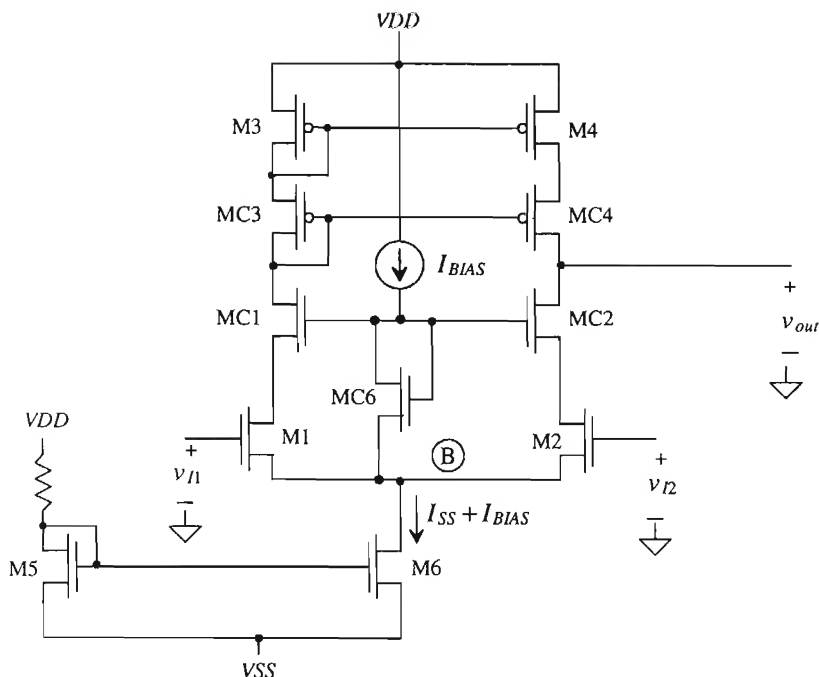 VDD
M3
M4
MC3
MC4
I_BIAS
MC1
MC2
+
v_out
−
MC6
VDD
M1
M2
B
+
v_I1
−
+
v_I2
−
I_SS + I_BIAS
M5
M6
VSS